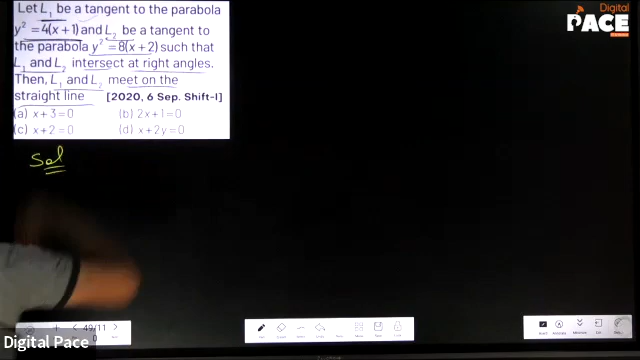 Let L₁ be a tangent to the parabola
y² = 4(x+1) and L₂ be a tangent to
the parabola y² = 8(x+2) such that
L₁ and L₂ intersect at right angles.
Then, L₁ and L₂ meet on the
straight line [2020, 6 Sep. Shift-I]
(a) x+3=0 (b) 2x+1=0
(c) x+2=0 (d) x+2y=0
Sol
Digital
PACE
49/11
Digital Pace